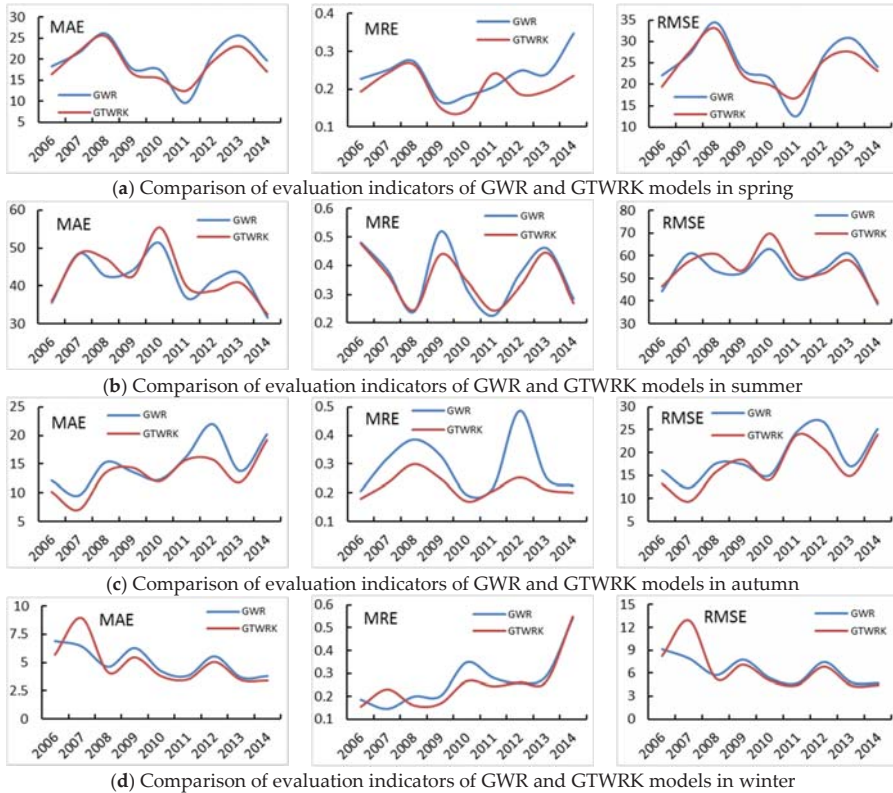 MAE
30
25
20
15
10
5
GWR
GTWRK
2006 2007 2008 2009 2010 2011 2012 2013 2014
MRE
0.4
0.3
0.2
0.1
GWR
GTWRK
2006 2007 2008 2009 2010 2011 2012 2013 2014
RMSE
35
30
25
20
15
10
GWR
GTWRK
2006 2007 2008 2009 2010 2011 2012 2013 2014
(a) Comparison of evaluation indicators of GWR and GTWRK models in spring
MAE
60
50
40
30
GWR
GTWRK
2006 2007 2008 2009 2010 2011 2012 2013 2014
MRE
0.6
0.5
0.4
0.3
0.2
GWR
GTWRK
2006 2007 2008 2009 2010 2011 2012 2013 2014
RMSE
80
70
60
50
40
30
GWR
GTWRK
2006 2007 2008 2009 2010 2011 2012 2013 2014
(b) Comparison of evaluation indicators of GWR and GTWRK models in summer
MAE
25
20
15
10
5
GWR
GTWRK
2006 2007 2008 2009 2010 2011 2012 2013 2014
MRE
0.5
0.4
0.3
0.2
0.1
GWR
GTWRK
2006 2007 2008 2009 2010 2011 2012 2013 2014
RMSE
30
25
20
15
10
5
GWR
GTWRK
2006 2007 2008 2009 2010 2011 2012 2013 2014
(c) Comparison of evaluation indicators of GWR and GTWRK models in autumn
MAE
10
7.5
5
2.5
0
GWR
GTWRK
2006 2007 2008 2009 2010 2011 2012 2013 2014
MRE
0.6
0.5
0.4
0.3
0.2
0.1
GWR
GTWRK
2006 2007 2008 2009 2010 2011 2012 2013 2014
RMSE
15
12
9
6
3
0
GWR
GTWRK
2006 2007 2008 2009 2010 2011 2012 2013 2014
(d) Comparison of evaluation indicators of GWR and GTWRK models in winter